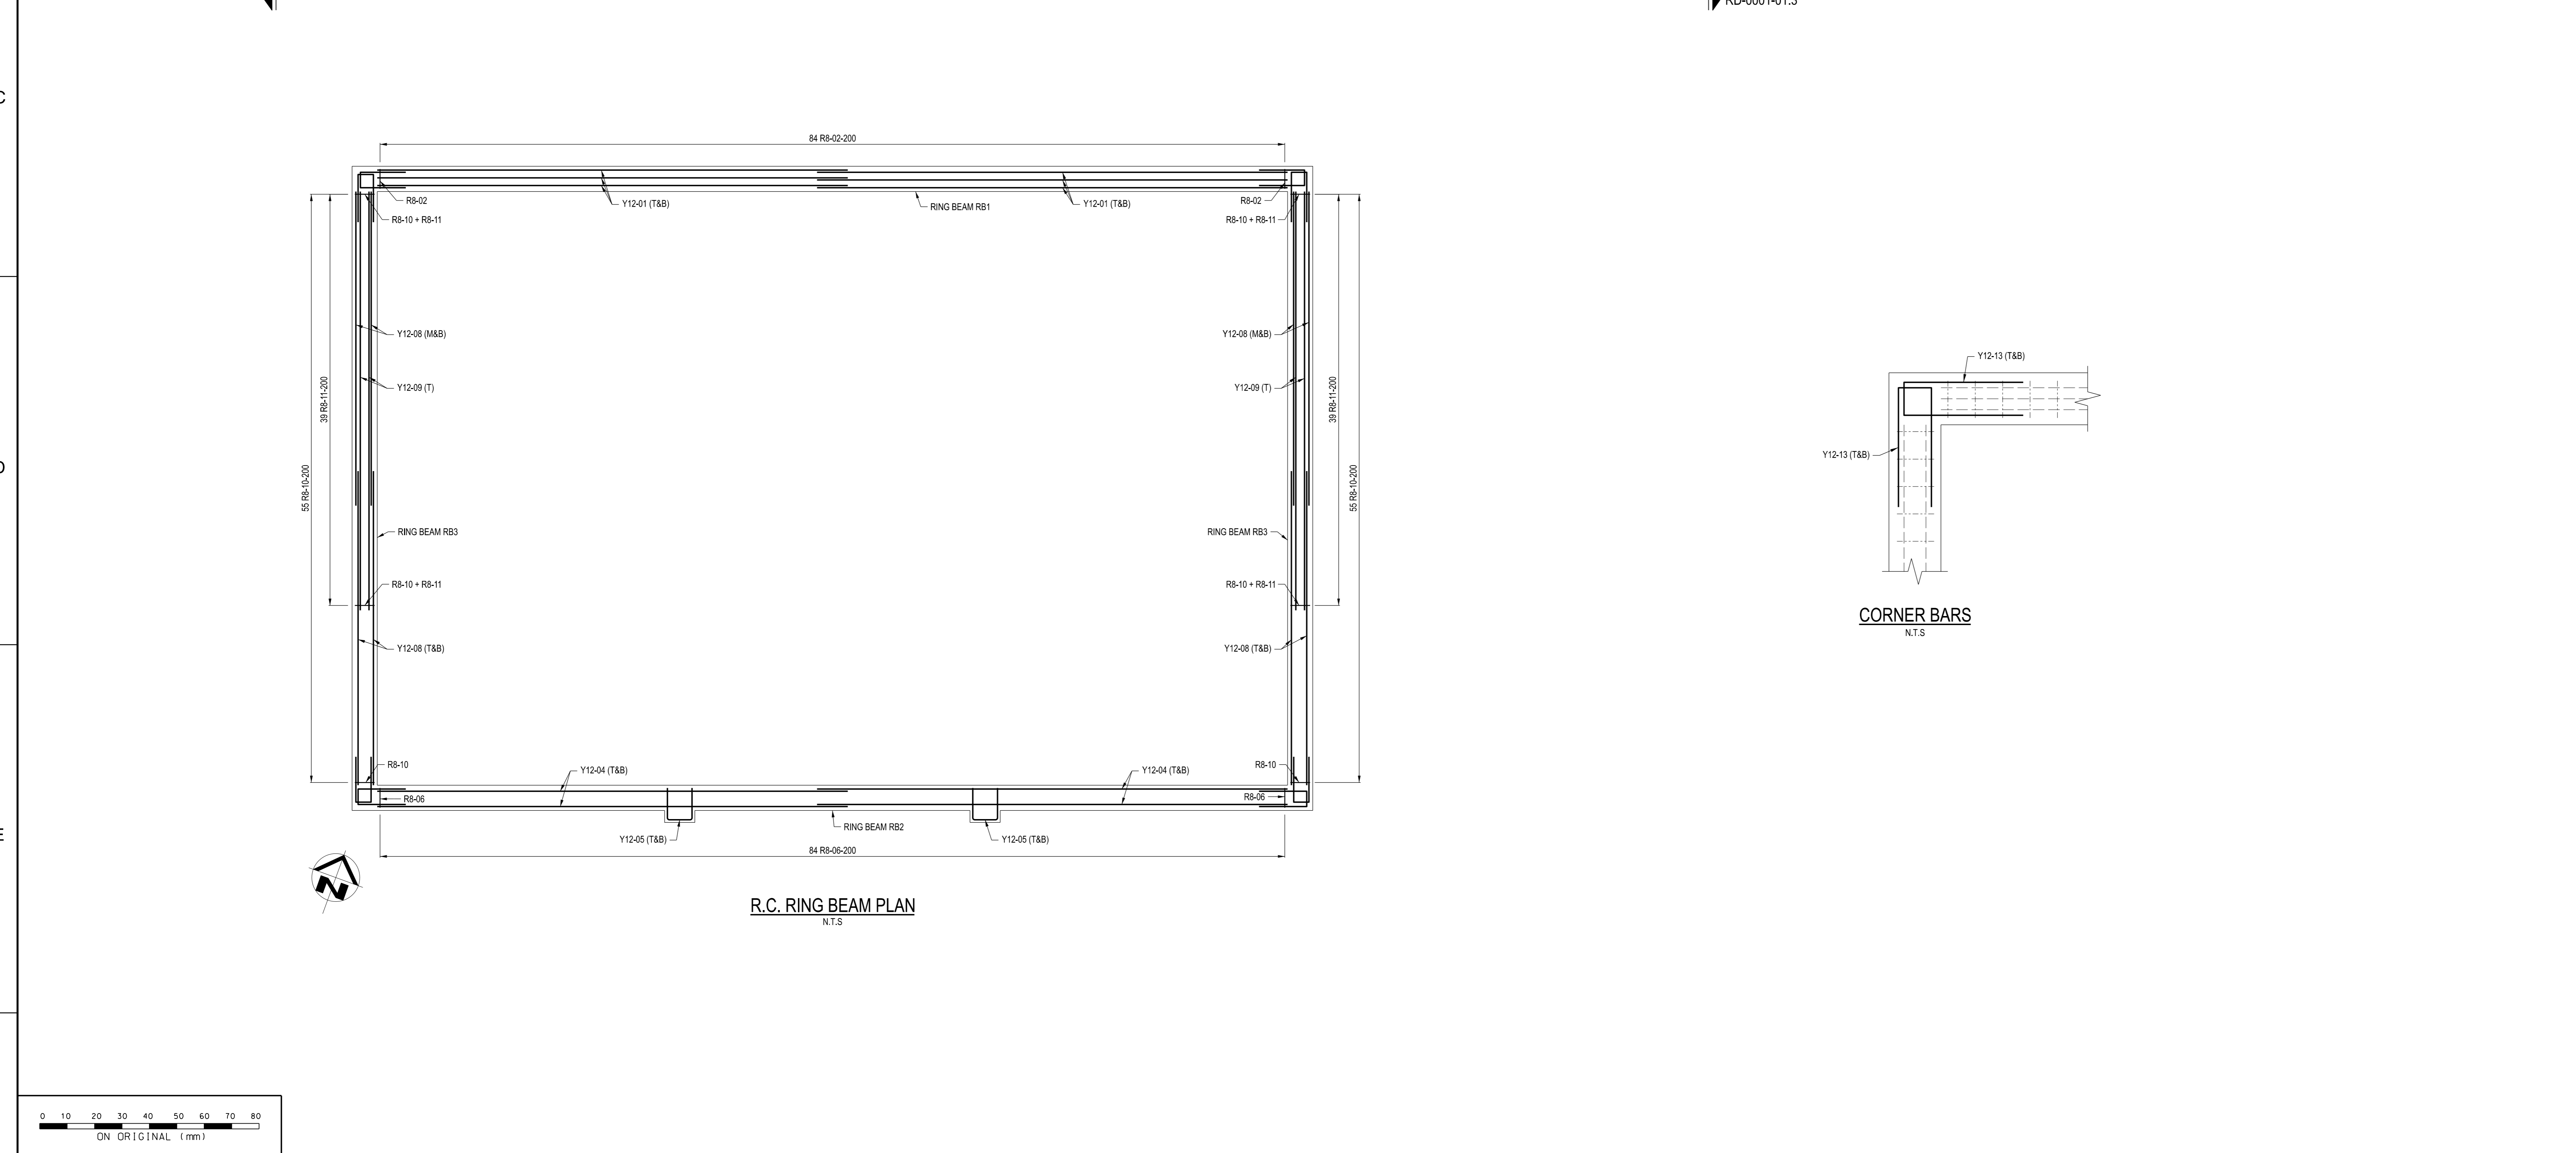 RD-0001-01.3
C
84 R8-02-200
R8-02
Y12-01 (T&B)
RING BEAM RB1
Y12-01 (T&B)
R8-02
R8-10 + R8-11
R8-10 + R8-11
Y12-08 (M&B)
Y12-08 (M&B)
Y12-13 (T&B)
Y12-09 (T)
Y12-09 (T)
39 R8-11-200
39 R8-11-200
Y12-13 (T&B)
D
55 R8-10-200
55 R8-10-200
RING BEAM RB3
RING BEAM RB3
R8-10 + R8-11
R8-10 + R8-11
CORNER BARS
N.T.S
Y12-08 (T&B)
Y12-08 (T&B)
R8-10
Y12-04 (T&B)
Y12-04 (T&B)
R8-10
R8-06
R8-06
RING BEAM RB2
E
Y12-05 (T&B)
Y12-05 (T&B)
84 R8-06-200
N
R.C. RING BEAM PLAN
N.T.S
0 10 20 30 40 50 60 70 80
ON ORIGINAL (mm)